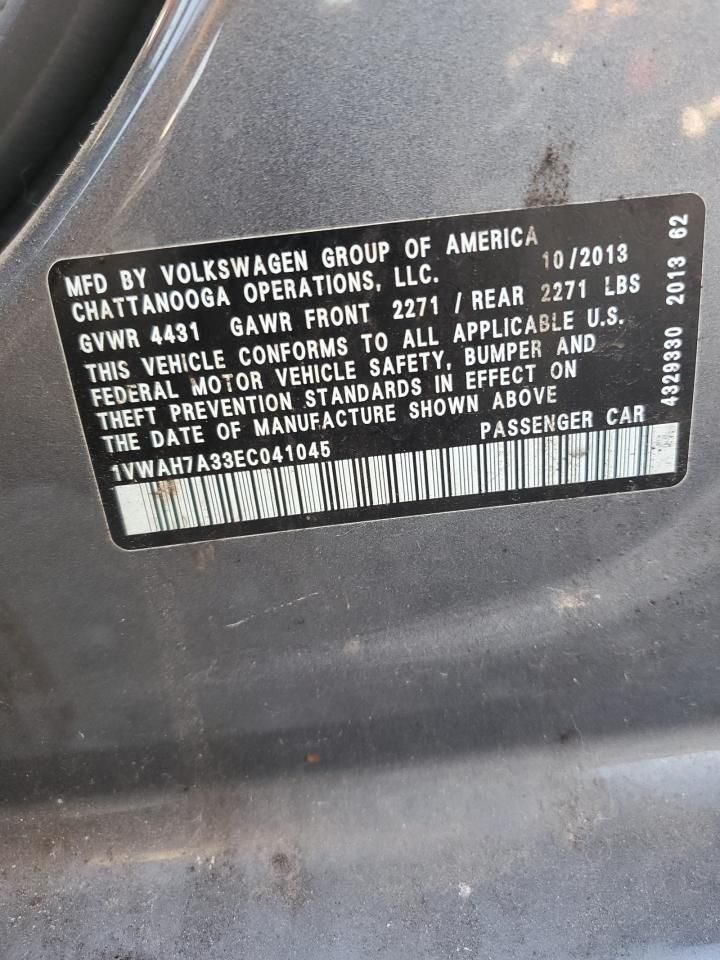 MFD BY VOLKSWAGEN GROUP OF AMERICA
CHATTANOOGA OPERATIONS, LLC. 10/2013
GVWR 4431 GAWR FRONT 2271 / REAR 2271 LBS
THIS VEHICLE CONFORMS TO ALL APPLICABLE U.S.
FEDERAL MOTOR VEHICLE SAFETY, BUMPER AND
THEFT PREVENTION STANDARDS IN EFFECT ON
THE DATE OF MANUFACTURE SHOWN ABOVE
1VWAH7A33EC041045 PASSENGER CAR
4329330 2013 62